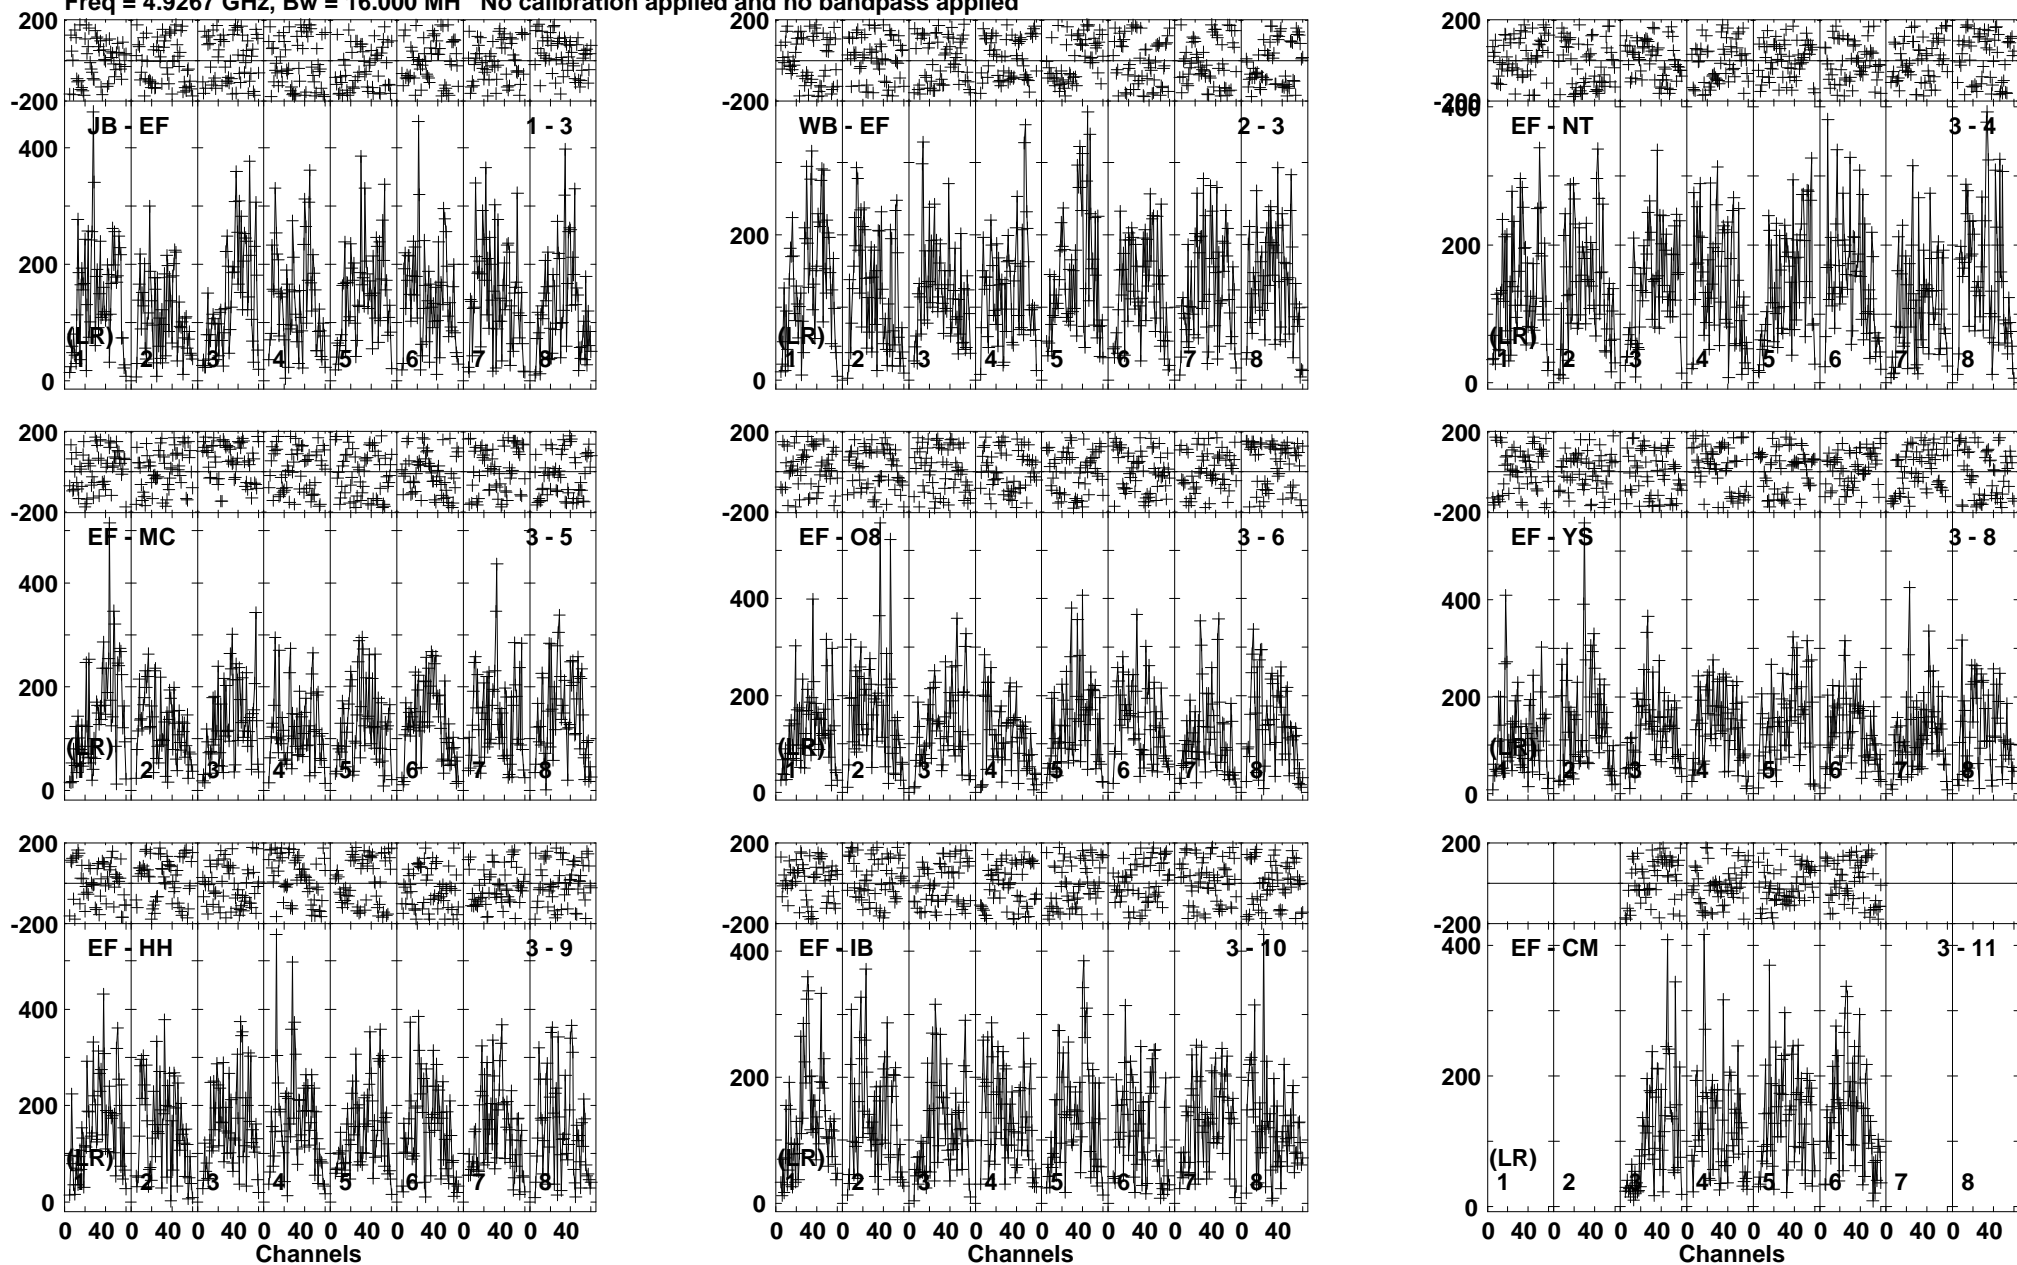 Freq = 4.9267 GHz, Bw = 16.000 MH No calibration applied and no bandpass applied
200
-200
JB - EF 1 - 3
400
200
0
(LR)
1 2 3 4 5 6 7 8
200
-200
WB - EF 2 - 3
200
0
(LR)
1 2 3 4 5 6 7 8
200
-200
400
EF - NT 3 - 4
200
0
(LR)
1 2 3 4 5 6 7 8
200
-200
EF - MC 3 - 5
400
200
0
(LR)
1 2 3 4 5 6 7 8
200
-200
EF - O8 3 - 6
400
200
0
(LR)
1 2 3 4 5 6 7 8
200
-200
EF - YS 3 - 8
400
200
0
(LR)
1 2 3 4 5 6 7 8
200
-200
EF - HH 3 - 9
400
200
0
(LR)
1 2 3 4 5 6 7 8
0 40 0 40 0 40 0 40 0 40 0 40 0 40 0 40
Channels
200
-200
EF - IB 3 - 10
400
200
0
(LR)
1 2 3 4 5 6 7 8
0 40 0 40 0 40 0 40 0 40 0 40 0 40 0 40
Channels
200
-200
400
EF - CM 3 - 11
200
0
(LR)
1 2 3 4 5 6 7 8
0 40 0 40 0 40 0 40 0 40 0 40 0 40 0 40
Channels